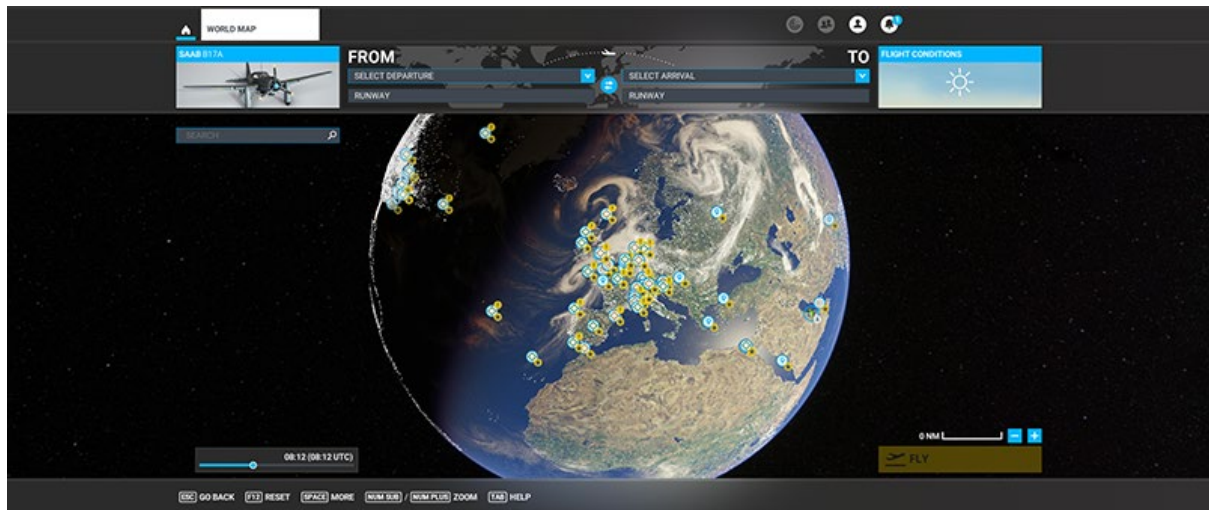 WORLD MAP
1
SAAB B17A
FROM
TO
FLIGHT CONDITIONS
SELECT DEPARTURE
SELECT ARRIVAL
RUNWAY
RUNWAY
SEARCH
0 NM
08:12 (08:12 UTC)
FLY
ESC GO BACK F12 RESET SPACE MORE NUM SUB / NUM PLUS ZOOM TAB HELP